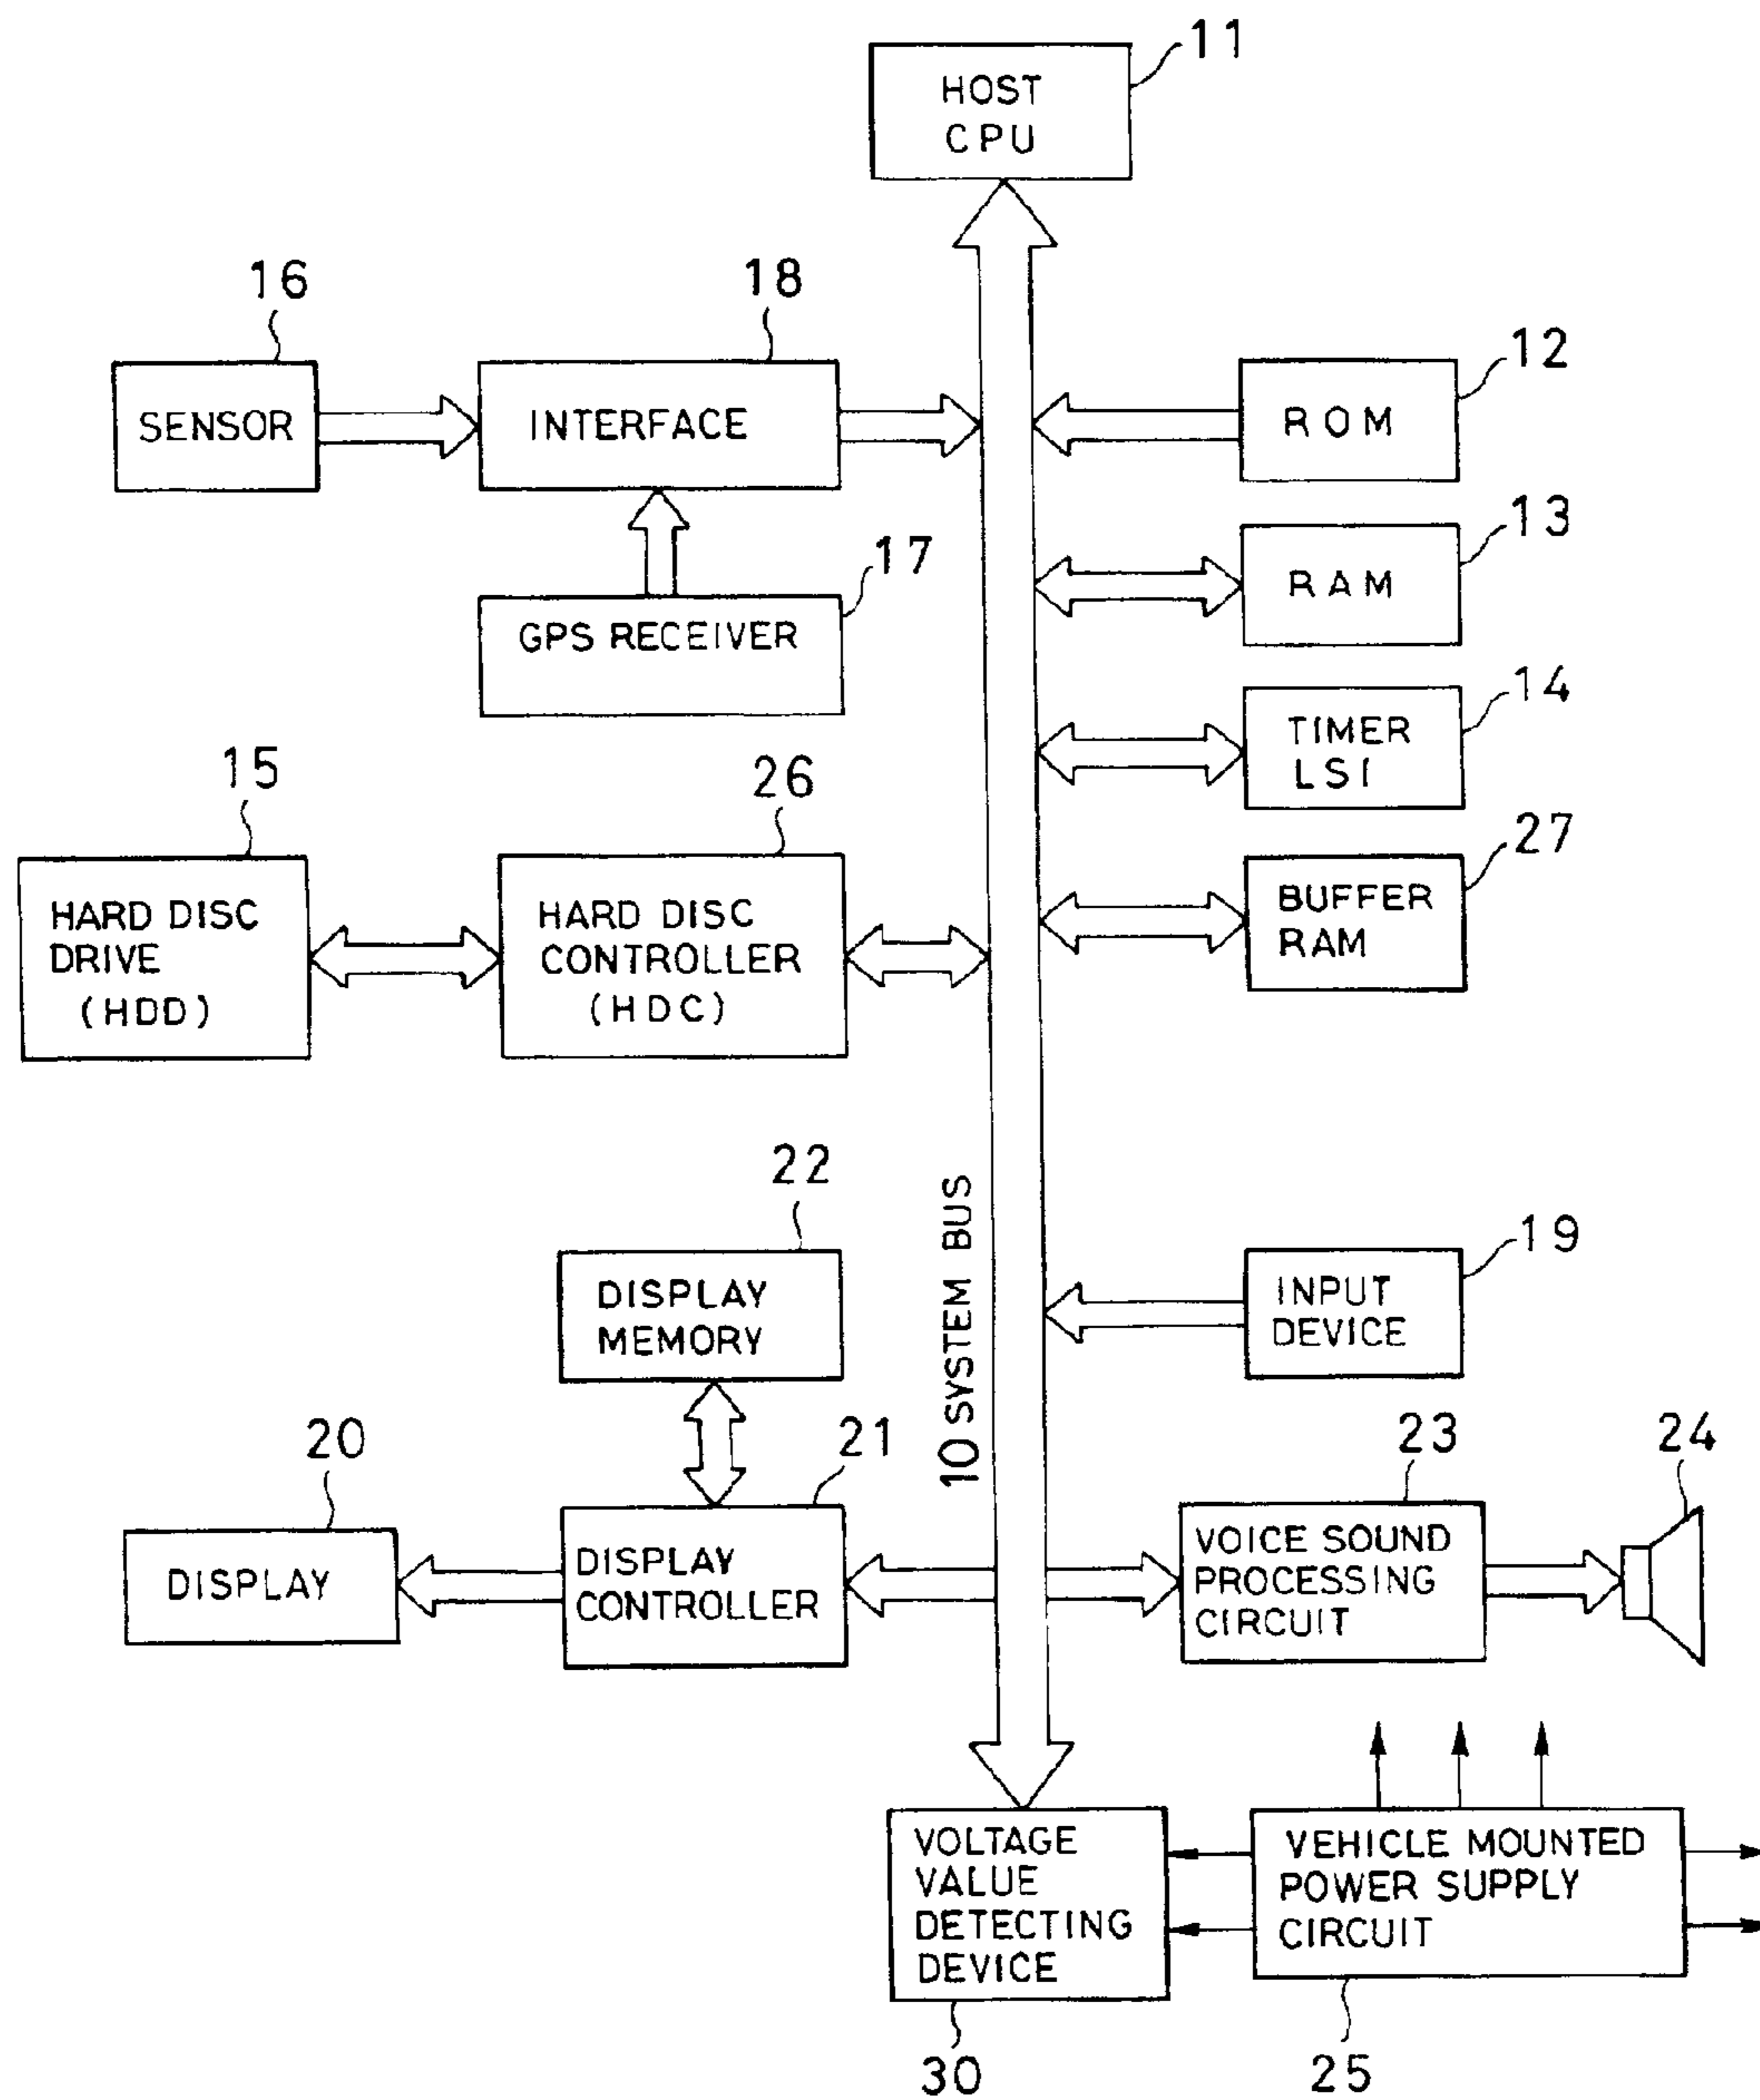 11
HOST
CPU
16
18
12
SENSOR
INTERFACE
ROM
13
17
RAM
GPS RECEIVER
14
15
26
TIMER
LSI
27
HARD DISC
DRIVE
(HDD)
HARD DISC
CONTROLLER
(HDC)
BUFFER
RAM
22
10 SYSTEM BUS
19
DISPLAY
MEMORY
INPUT
DEVICE
20
21
23
24
DISPLAY
DISPLAY
CONTROLLER
VOICE SOUND
PROCESSING
CIRCUIT
VOLTAGE
VALUE
DETECTING
DEVICE
VEHICLE MOUNTED
POWER SUPPLY
CIRCUIT
30
25